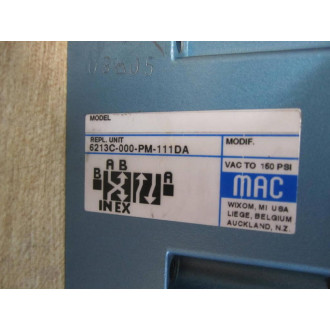 MODEL
REPL. UNIT
6213C-000-PM-111DA
MODIF.
VAC TO 150 PSI
A B
B A
IN EX
MAC
WIXOM, MI USA
LIEGE, BELGIUM
AUCKLAND, N.Z.